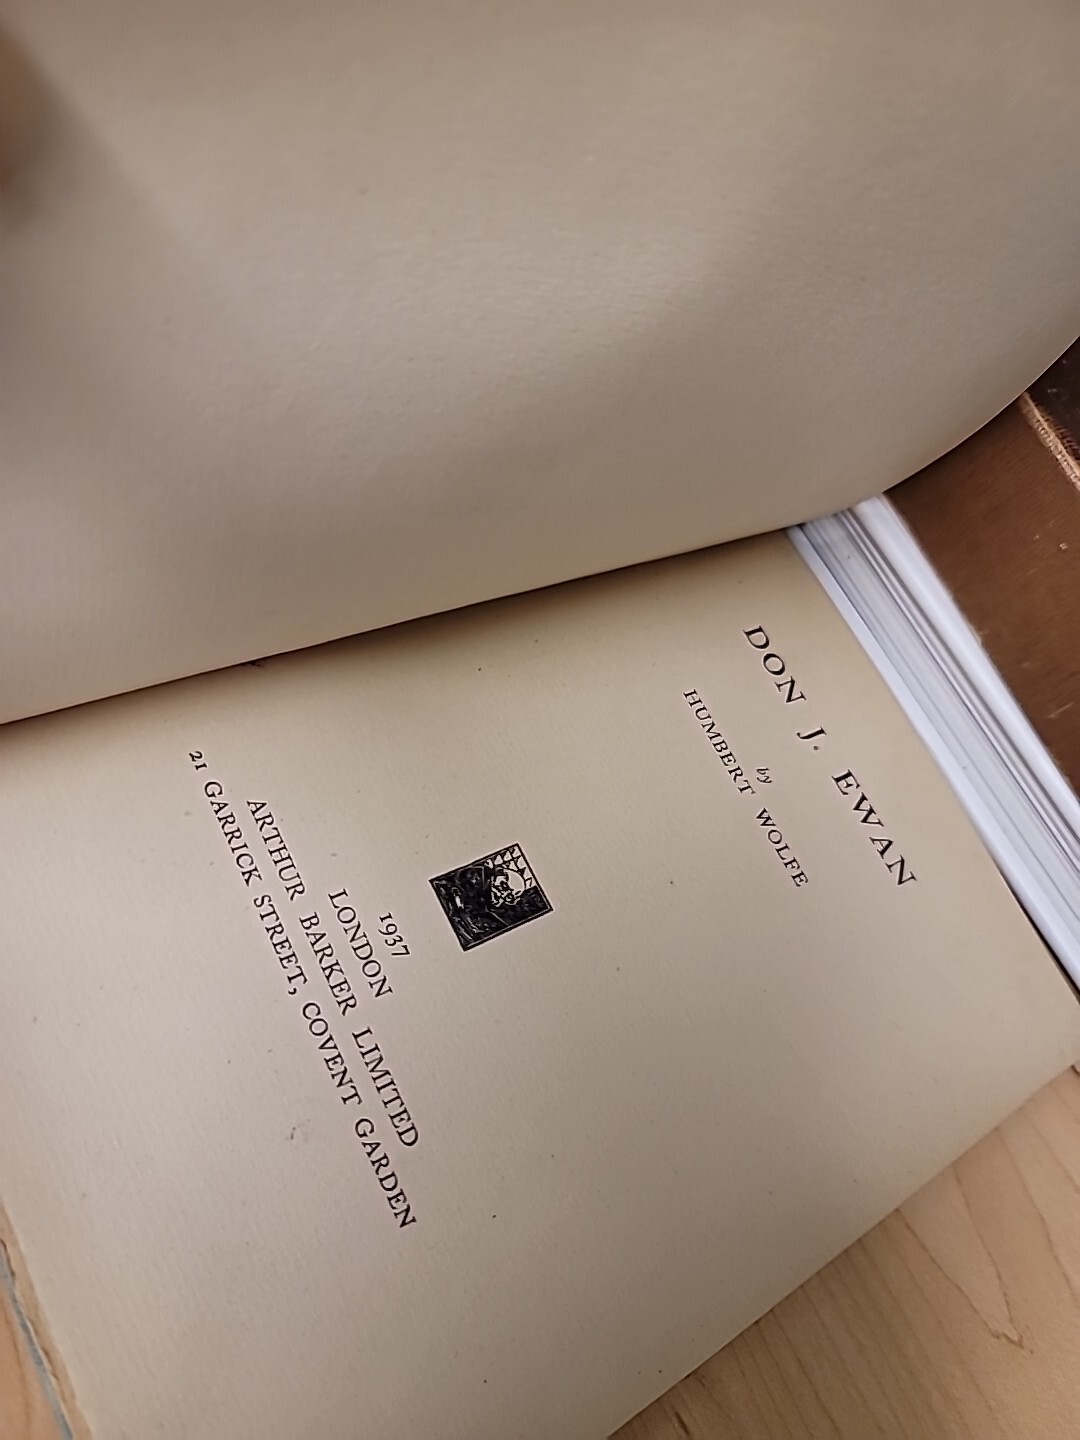 DON J. EWAN
by
HUMBERT WOLFE
1937
LONDON
ARTHUR BARKER LIMITED
21 GARRICK STREET, COVENT GARDEN